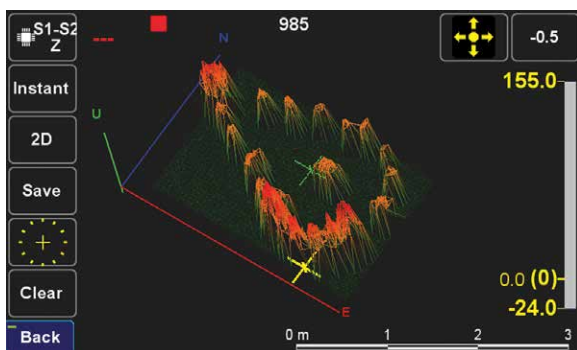 S1-S2
Z
---
985
-0.5
Instant
2D
Save
Clear
Back
N
U
E
155.0
0.0 (0)
-24.0
0 m 1 2 3